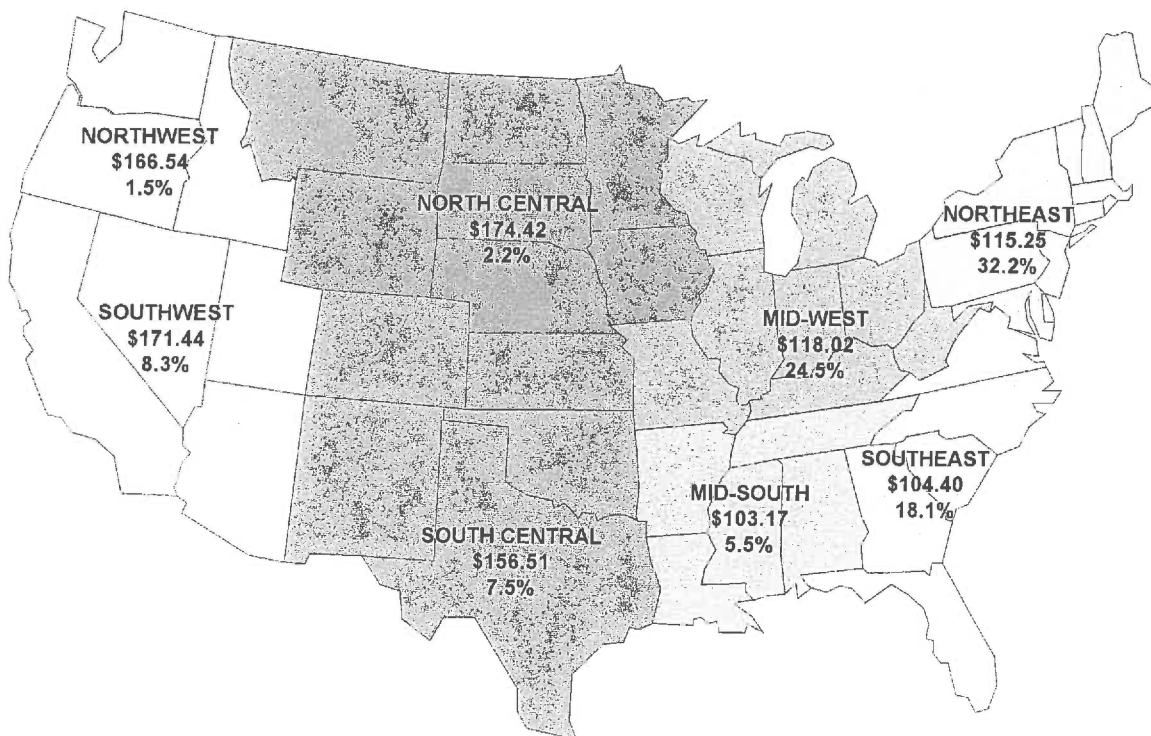 NORTHWEST
$166.54
1.5%
NORTH CENTRAL
$174.42
2.2%
NORTHEAST
$115.25
32.2%
SOUTHWEST
$171.44
8.3%
MID-WEST
$118.02
24.5%
SOUTHEAST
$104.40
18.1%
MID-SOUTH
$103.17
5.5%
SOUTH CENTRAL
$156.51
7.5%